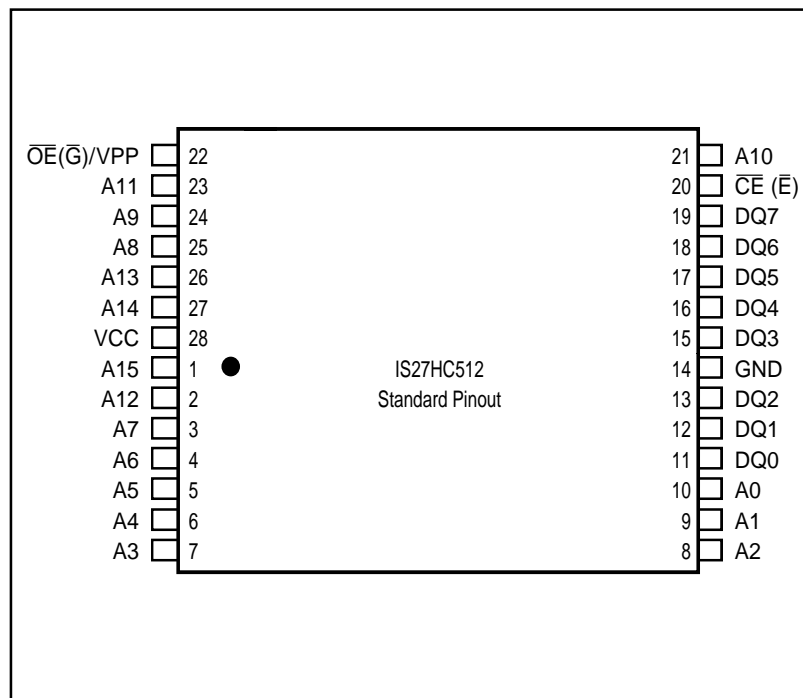 O̅E̅(G̅)/VPP 22 21 A10
A11 23 20 C̅E̅ (E̅)
A9 24 19 DQ7
A8 25 18 DQ6
A13 26 17 DQ5
A14 27 16 DQ4
VCC 28 15 DQ3
A15 1 IS27HC512 14 GND
A12 2 Standard Pinout 13 DQ2
A7 3 12 DQ1
A6 4 11 DQ0
A5 5 10 A0
A4 6 9 A1
A3 7 8 A2